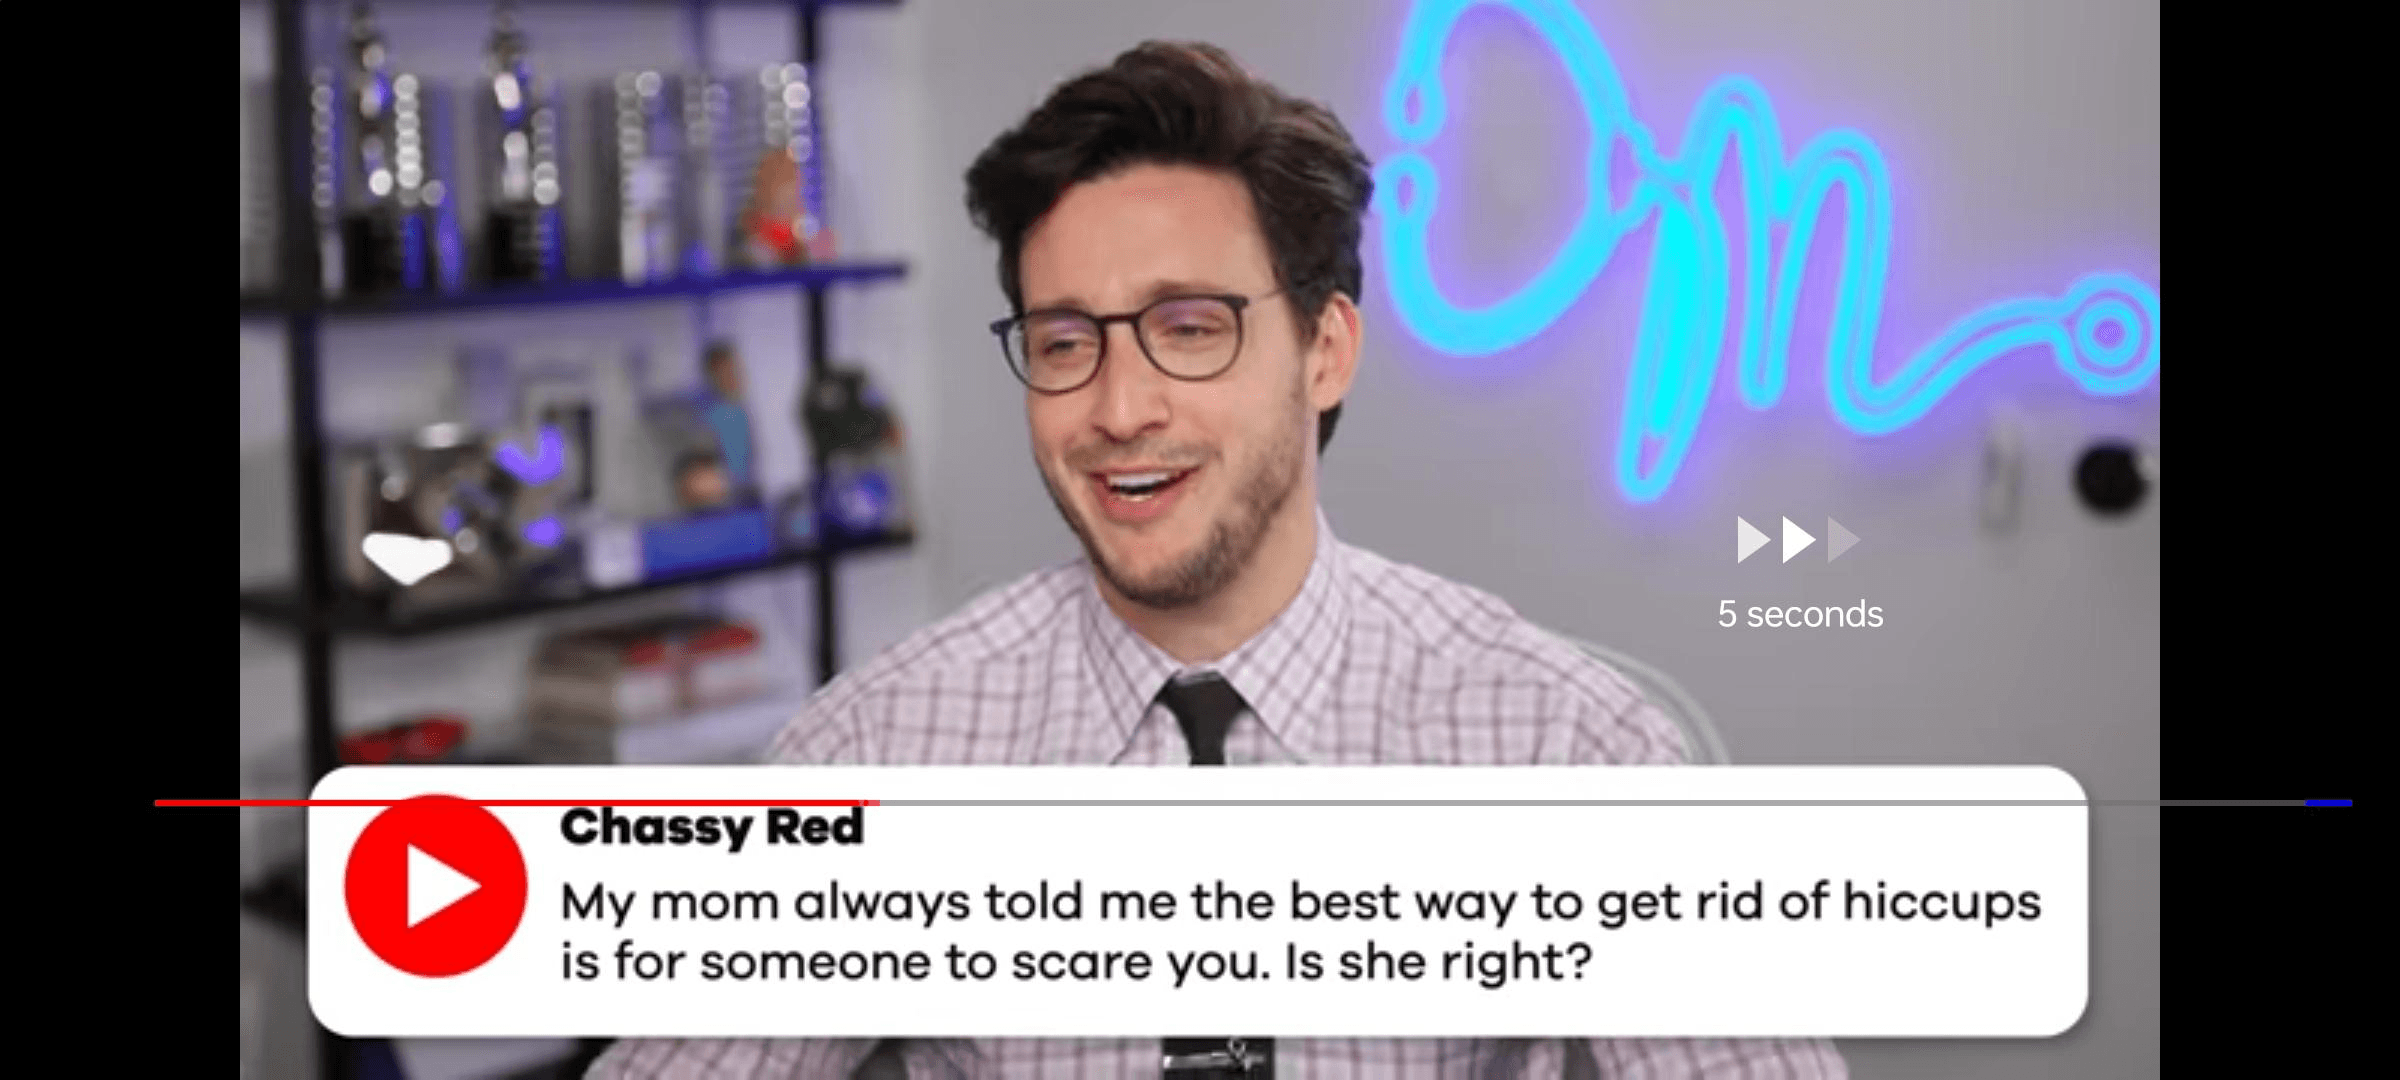 5 seconds
Chassy Red
My mom always told me the best way to get rid of hiccups
is for someone to scare you. Is she right?